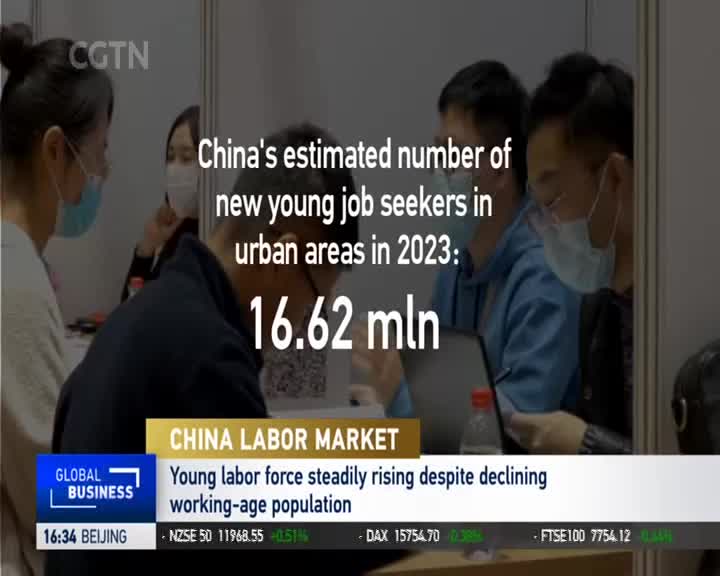 CGTN
China's estimated number of
new young job seekers in
urban areas in 2023:
16.62 mln
CHINA LABOR MARKET
GLOBAL
BUSINESS
Young labor force steadily rising despite declining
working-age population
16:34 BEIJING
· NZSE 50 11968.55 +0.51%
· DAX 15754.70 -0.38%
· FTSE100 7754.12 -0.44%